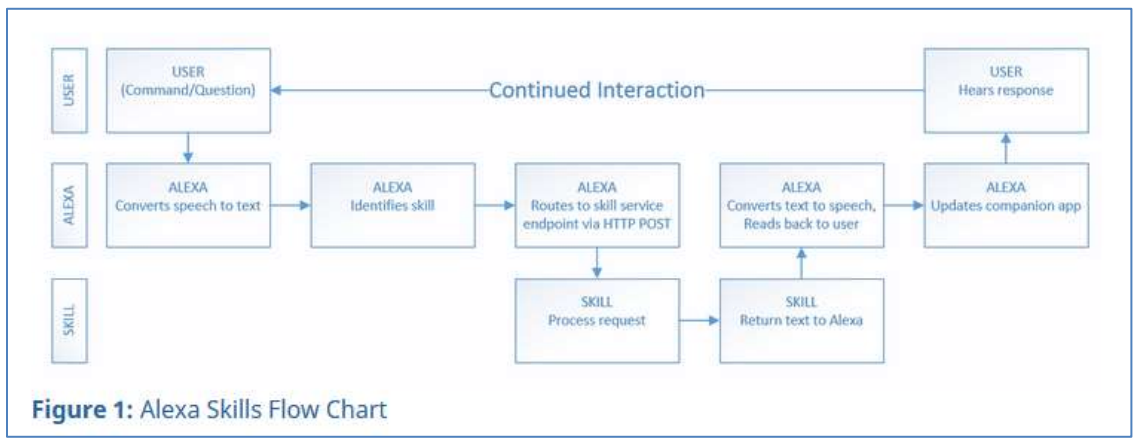 USER
USER
(Command/Question)
Continued Interaction
USER
Hears response
ALEXA
ALEXA
Converts speech to text
ALEXA
Identifies skill
ALEXA
Routes to skill service
endpoint via HTTP POST
ALEXA
Converts text to speech,
Reads back to user
ALEXA
Updates companion app
SKILL
SKILL
Process request
SKILL
Return text to Alexa
Figure 1: Alexa Skills Flow Chart